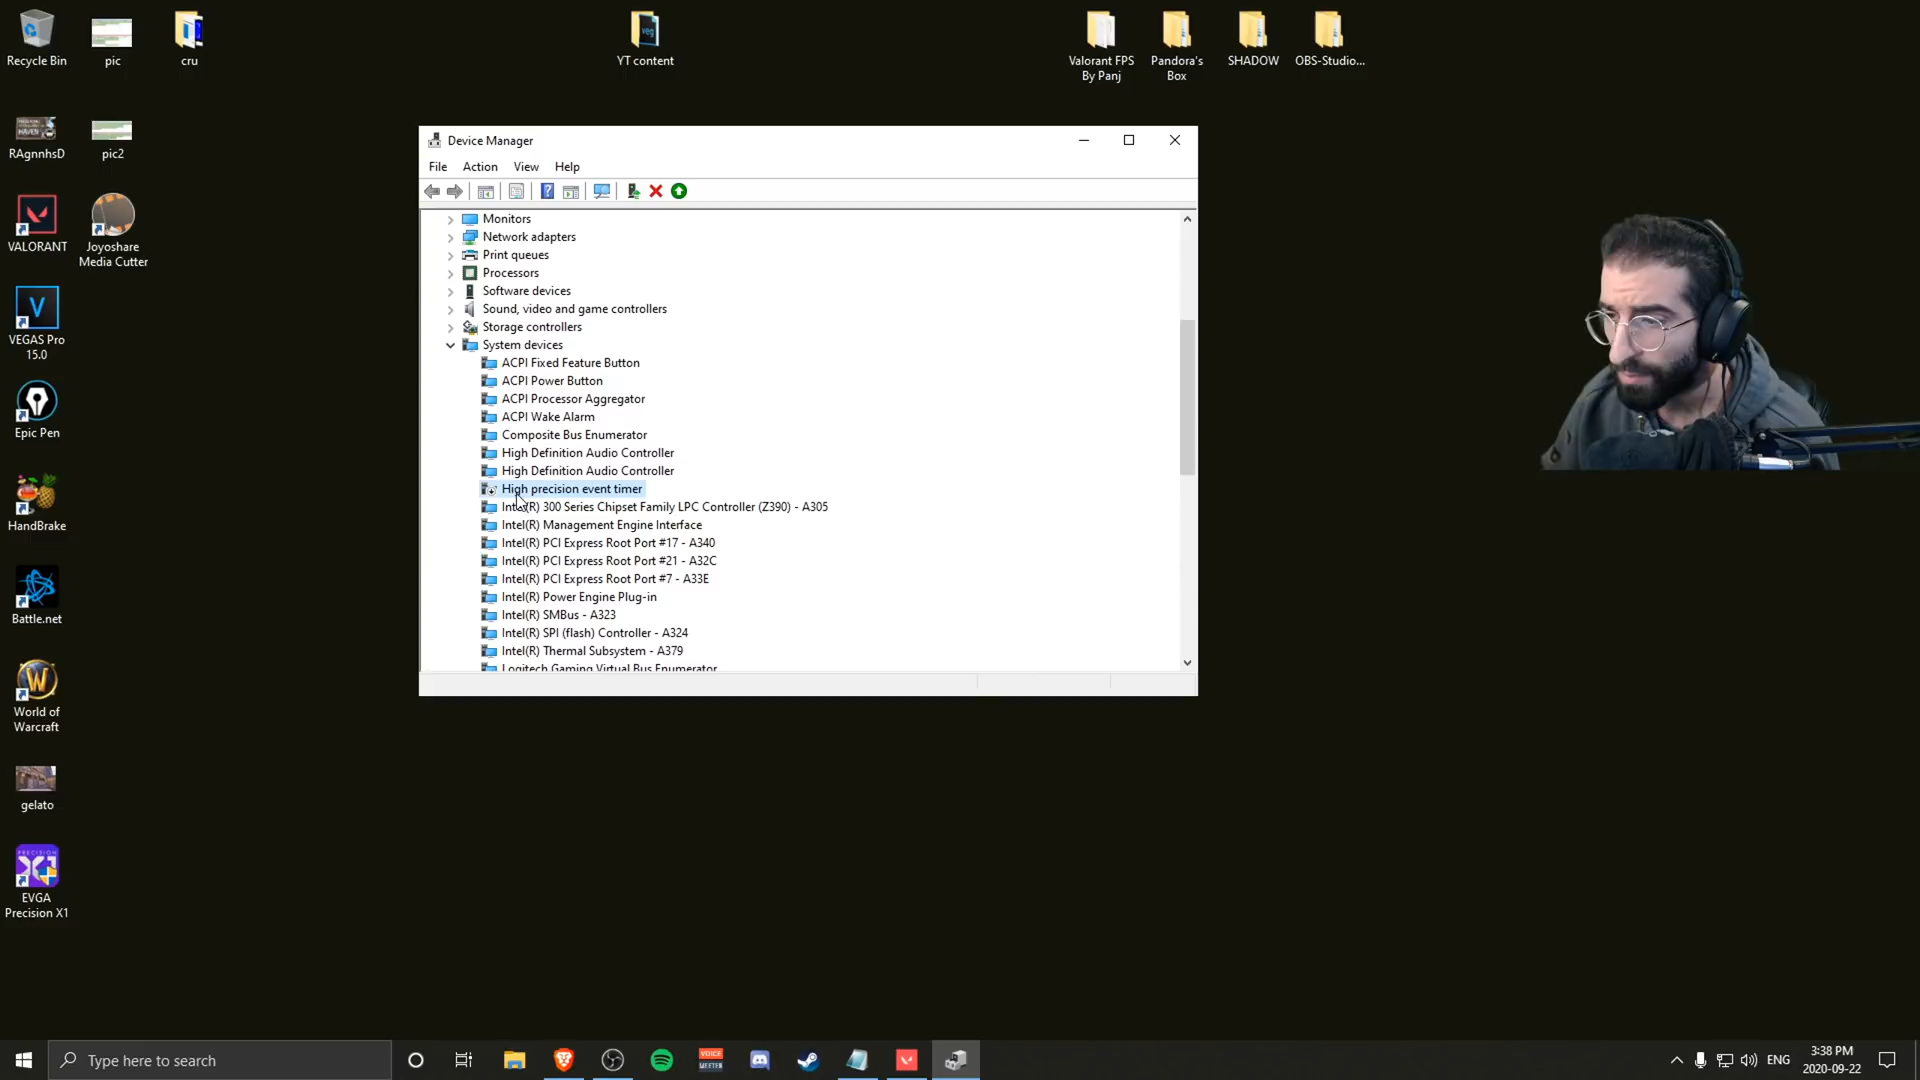 Recycle Bin
pic
cru
YT content
Valorant FPS
By Panj
Pandora's
Box
SHADOW
OBS-Studio...
RAgnnhsD
pic2
VALORANT
Joyoshare
Media Cutter
VEGAS Pro
15.0
Epic Pen
HandBrake
Battle.net
World of
Warcraft
gelato
EVGA
Precision X1
Device Manager
File Action View Help
Monitors
Network adapters
Print queues
Processors
Software devices
Sound, video and game controllers
Storage controllers
System devices
ACPI Fixed Feature Button
ACPI Power Button
ACPI Processor Aggregator
ACPI Wake Alarm
Composite Bus Enumerator
High Definition Audio Controller
High Definition Audio Controller
High precision event timer
Intel(R) 300 Series Chipset Family LPC Controller (Z390) - A305
Intel(R) Management Engine Interface
Intel(R) PCI Express Root Port #17 - A340
Intel(R) PCI Express Root Port #21 - A32C
Intel(R) PCI Express Root Port #7 - A33E
Intel(R) Power Engine Plug-in
Intel(R) SMBus - A323
Intel(R) SPI (flash) Controller - A324
Intel(R) Thermal Subsystem - A379
Logitech Gaming Virtual Bus Enumerator
Type here to search
VOICE
MEETER
ENG
3:38 PM
2020-09-22